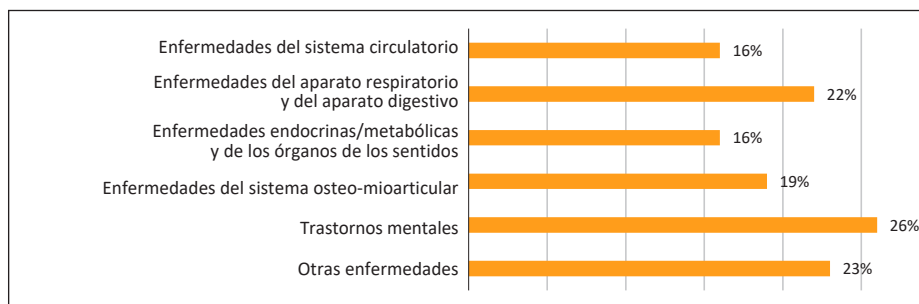 Enfermedades del sistema circulatorio
16%
Enfermedades del aparato respiratorio
y del aparato digestivo
22%
Enfermedades endocrinas/metabólicas
y de los órganos de los sentidos
16%
Enfermedades del sistema osteo-mioarticular
19%
Trastornos mentales
26%
Otras enfermedades
23%